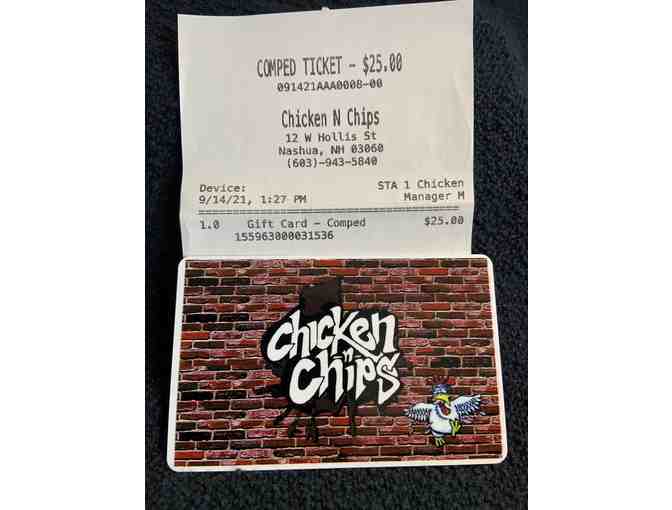 COMPED TICKET - $25.00
091421AAA0008-00
Chicken N Chips
12 W Hollis St
Nashua, NH 03060
(603)-943-5840
Device: STA 1 Chicken
9/14/21, 1:27 PM Manager M
1.0 Gift Card - Comped $25.00
155963000031536
Chicken
n
Chips